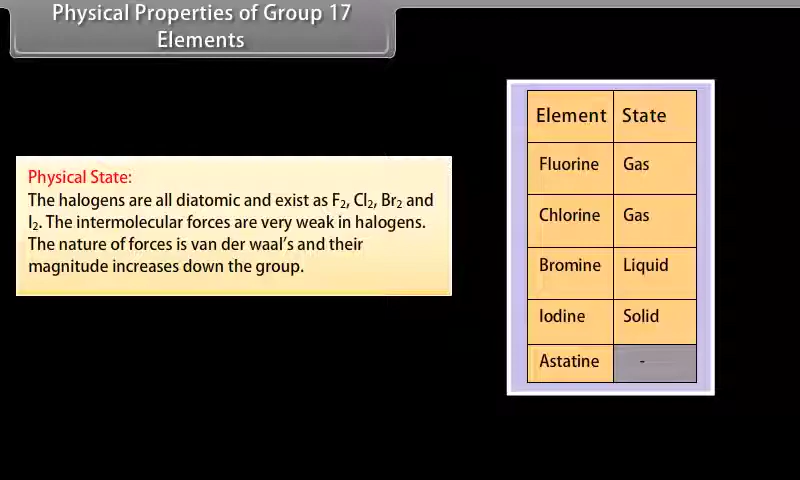 Physical Properties of Group 17
Elements
Physical State:
The halogens are all diatomic and exist as F₂, Cl₂, Br₂ and
I₂. The intermolecular forces are very weak in halogens.
The nature of forces is van der waal's and their
magnitude increases down the group.
Element State
Fluorine Gas
Chlorine Gas
Bromine Liquid
Iodine Solid
Astatine -